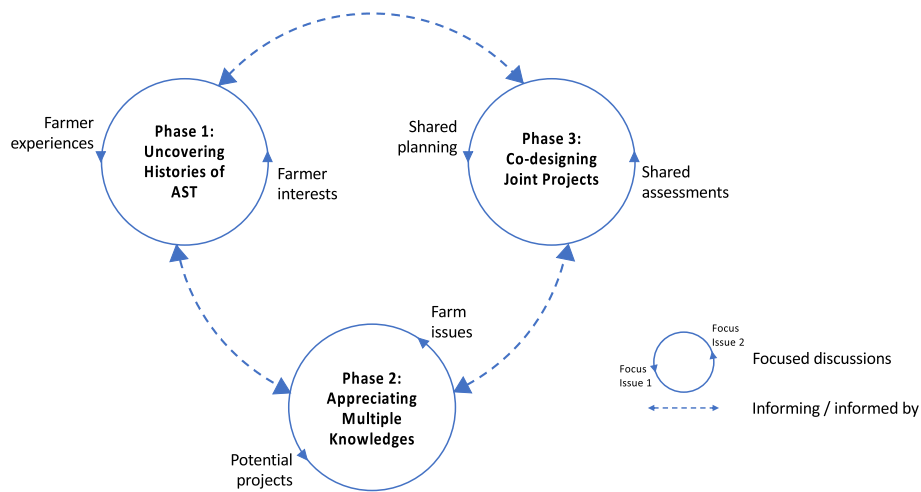 Farmer
experiences
Phase 1:
Uncovering
Histories of
AST
Farmer
interests
Shared
planning
Phase 3:
Co-designing
Joint Projects
Shared
assessments
Farm
issues
Phase 2:
Appreciating
Multiple
Knowledges
Potential
projects
Focus
Issue 2
Focus
Issue 1
Focused discussions
Informing / informed by